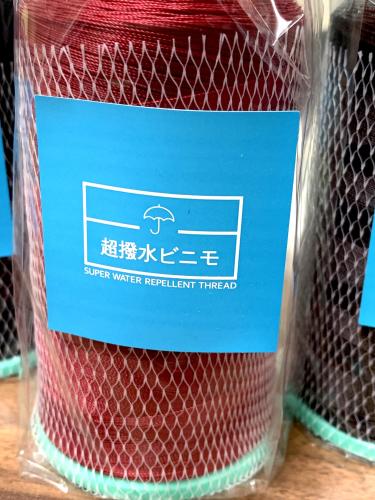 超撥水ビニモ
SUPER WATER REPELLENT THREAD